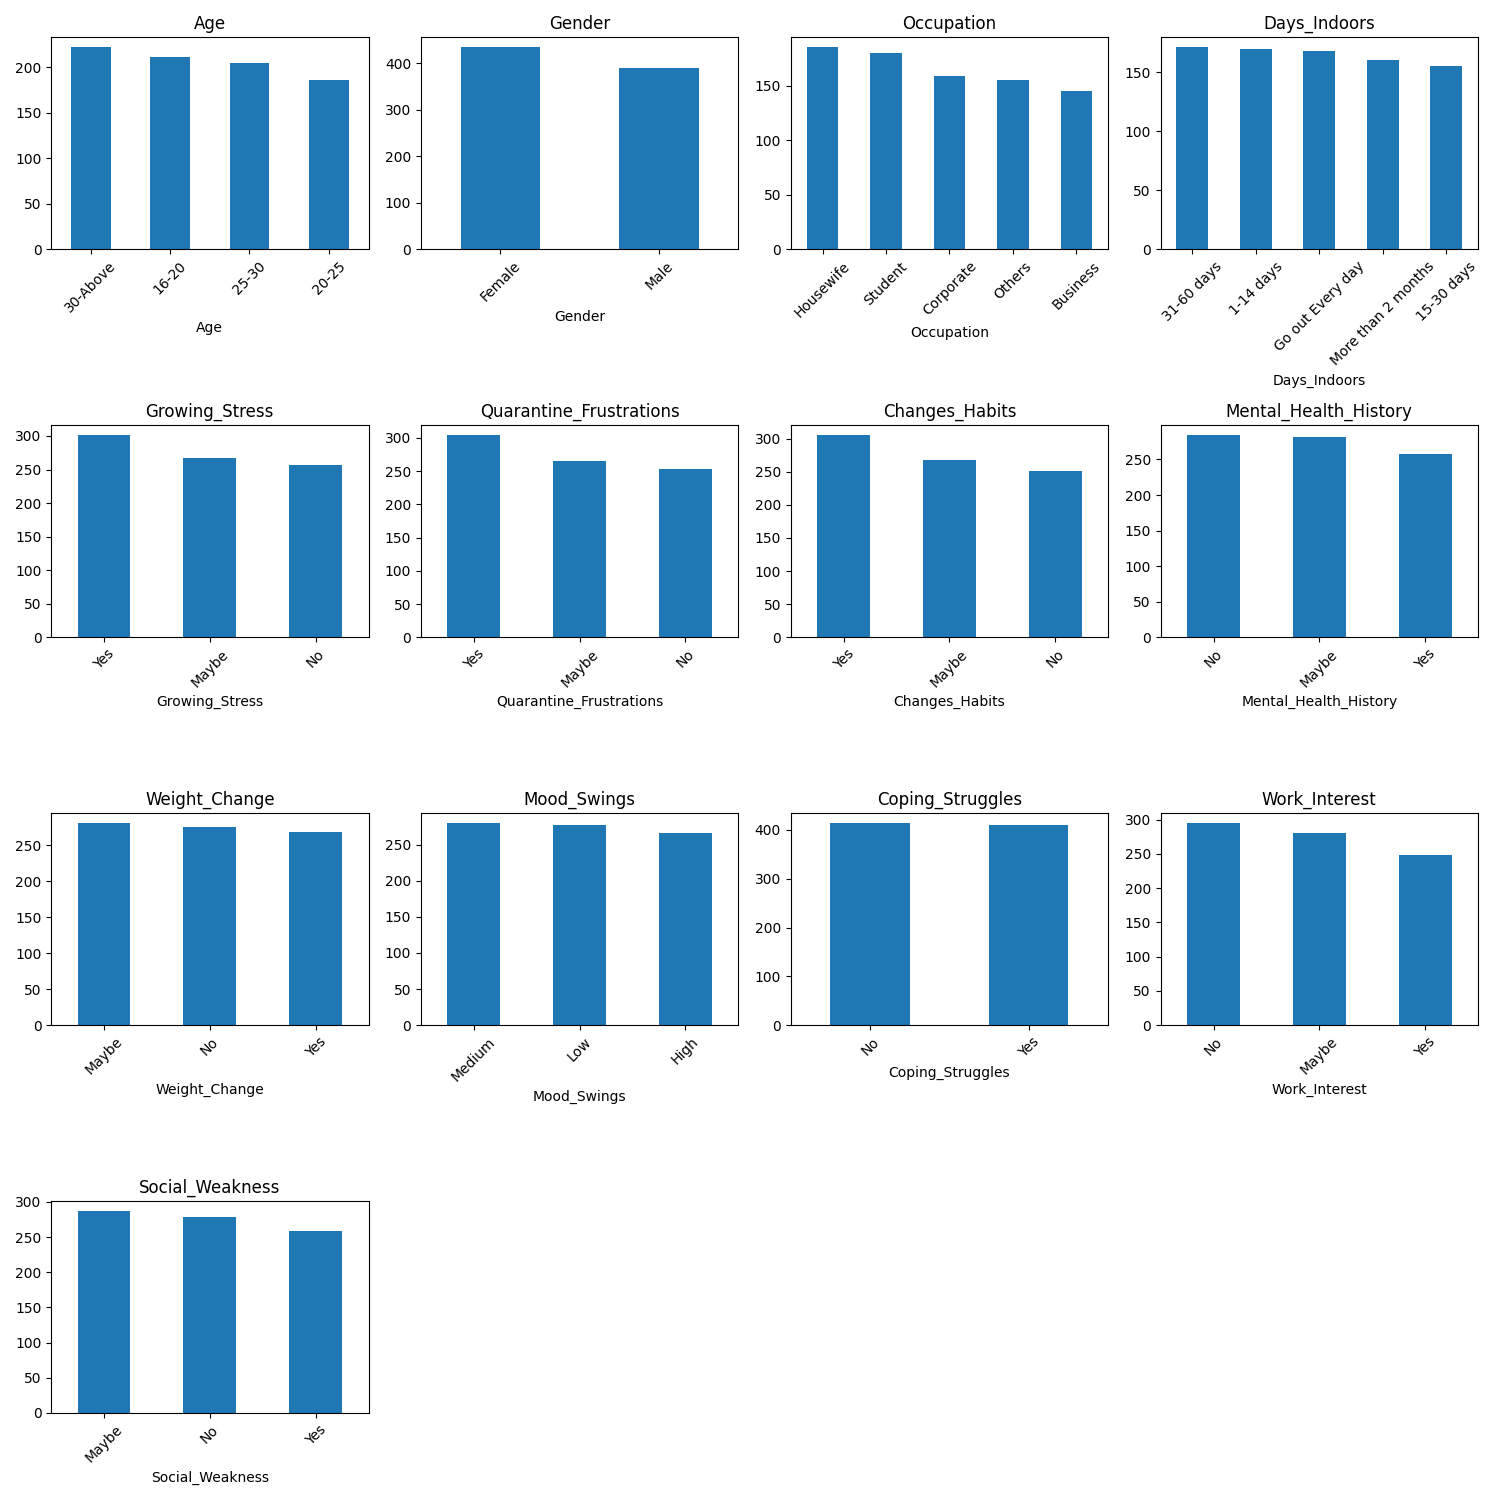 Age
200
150
100
50
0
30-Above
16-20
25-30
20-25
Age
Gender
400
300
200
100
0
Female
Male
Gender
Occupation
150
100
50
0
Housewife
Student
Corporate
Others
Business
Occupation
Days_Indoors
150
100
50
0
31-60 days
1-14 days
Go out Every day
More than 2 months
15-30 days
Days_Indoors
Growing_Stress
300
250
200
150
100
50
0
Yes
Maybe
No
Growing_Stress
Quarantine_Frustrations
300
250
200
150
100
50
0
Yes
Maybe
No
Quarantine_Frustrations
Changes_Habits
300
250
200
150
100
50
0
Yes
Maybe
No
Changes_Habits
Mental_Health_History
250
200
150
100
50
0
No
Maybe
Yes
Mental_Health_History
Weight_Change
250
200
150
100
50
0
Maybe
No
Yes
Weight_Change
Mood_Swings
250
200
150
100
50
0
Medium
Low
High
Mood_Swings
Coping_Struggles
400
300
200
100
0
No
Yes
Coping_Struggles
Work_Interest
300
250
200
150
100
50
0
No
Maybe
Yes
Work_Interest
Social_Weakness
300
250
200
150
100
50
0
Maybe
No
Yes
Social_Weakness